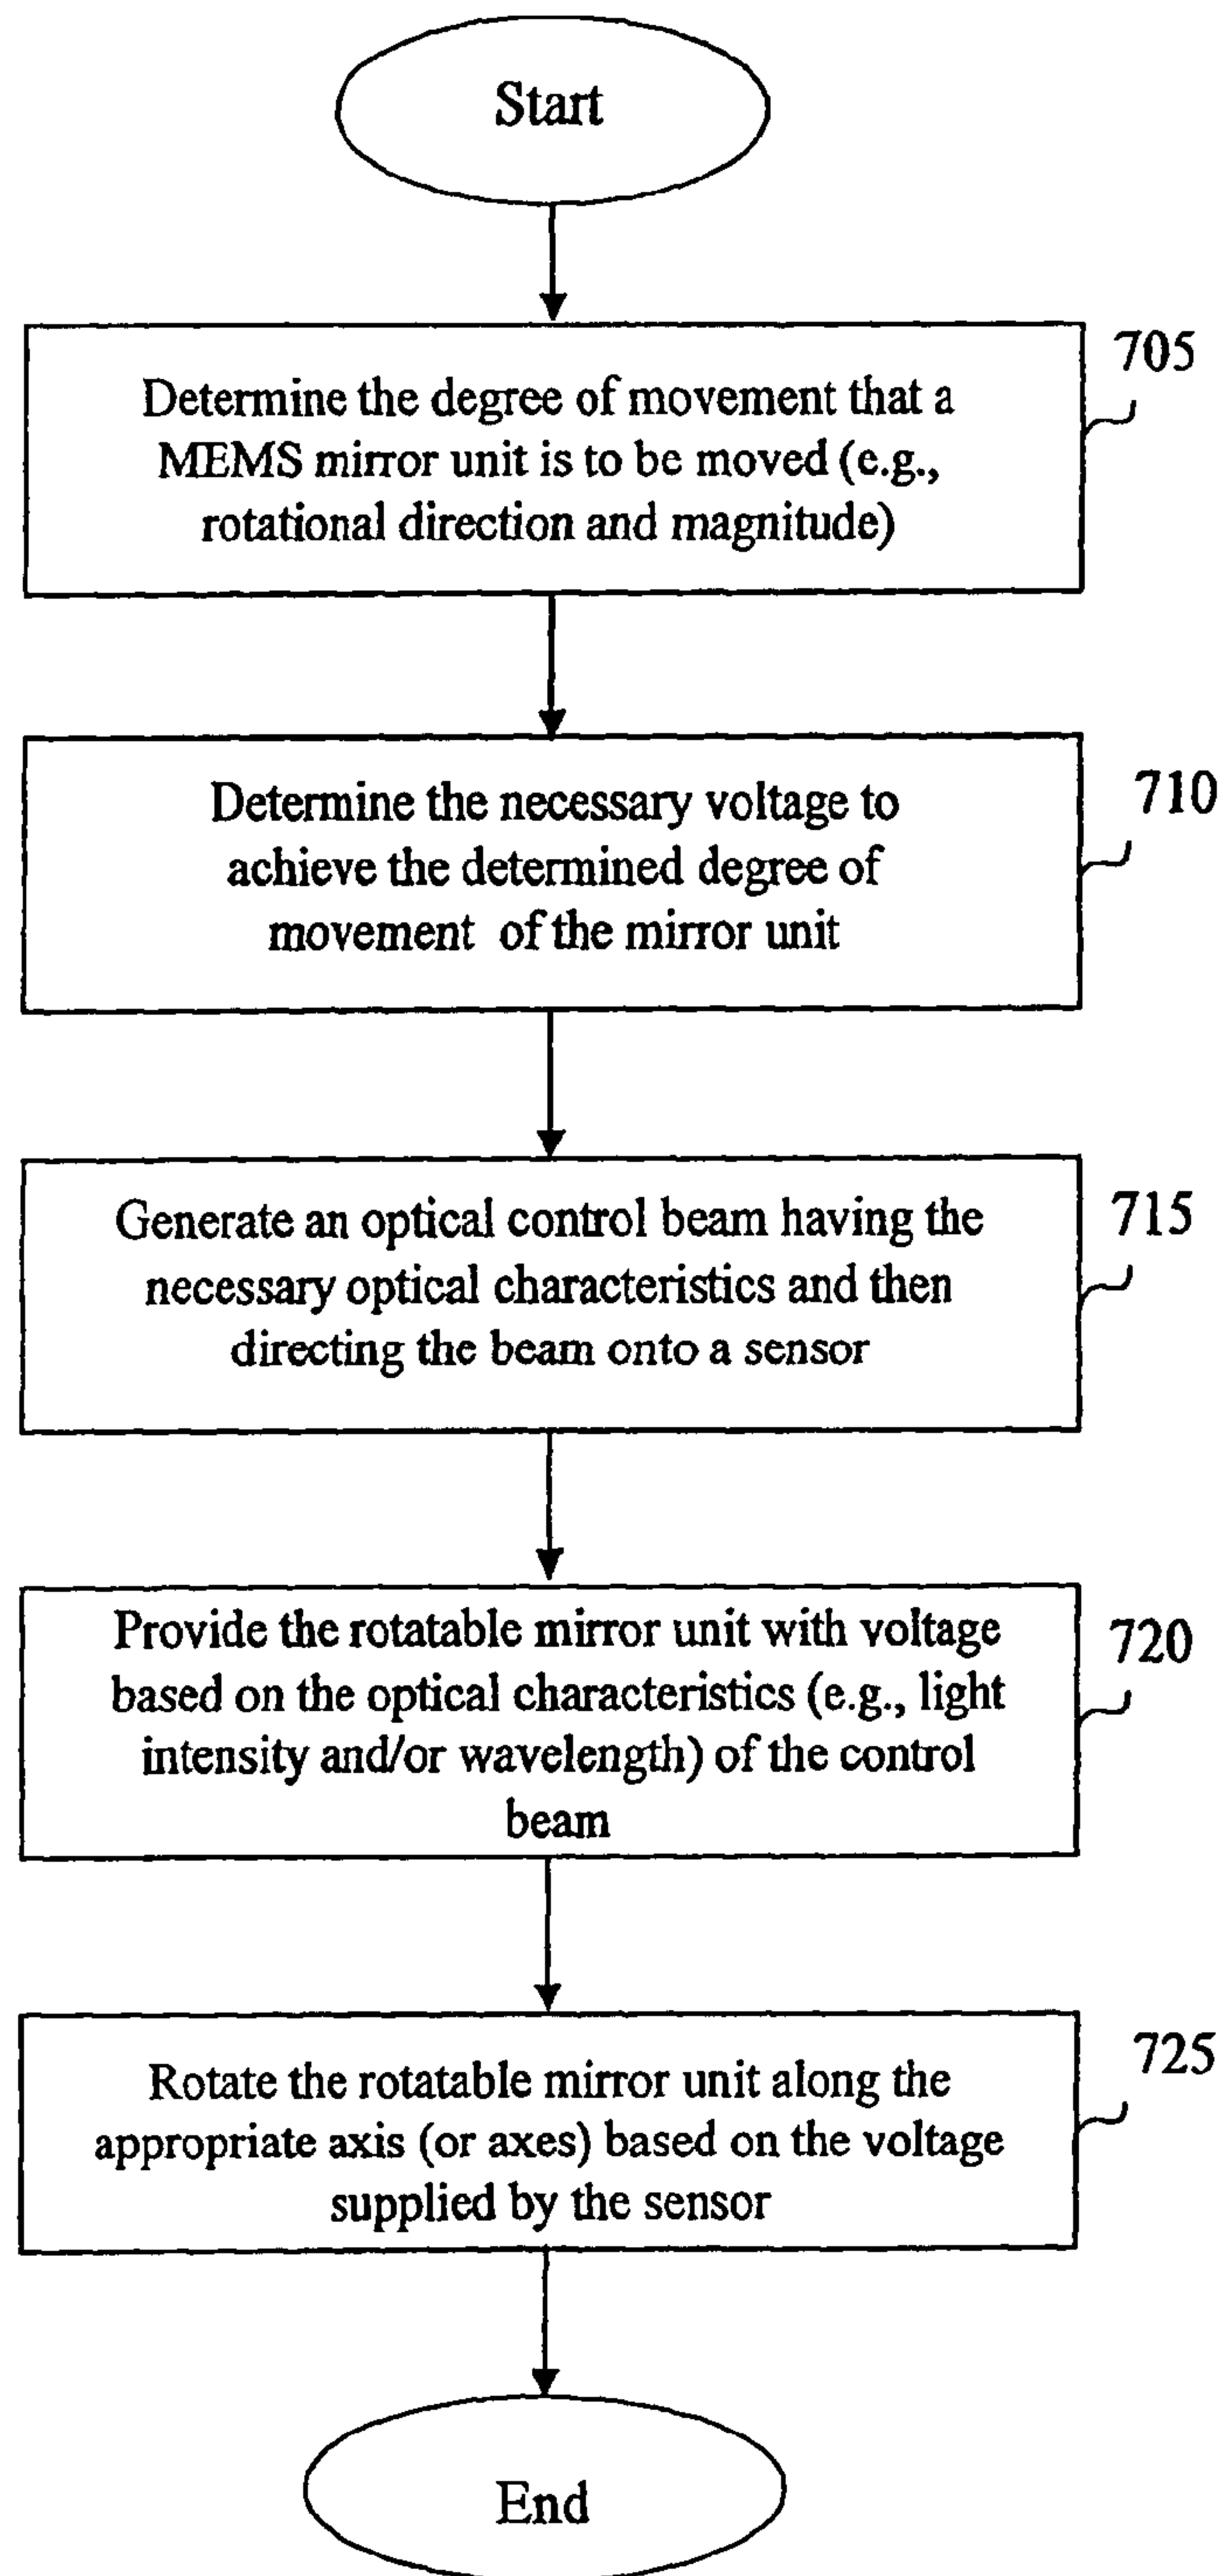 Start
705
Determine the degree of movement that a
MEMS mirror unit is to be moved (e.g.,
rotational direction and magnitude)
710
Determine the necessary voltage to
achieve the determined degree of
movement of the mirror unit
715
Generate an optical control beam having the
necessary optical characteristics and then
directing the beam onto a sensor
720
Provide the rotatable mirror unit with voltage
based on the optical characteristics (e.g., light
intensity and/or wavelength) of the control
beam
725
Rotate the rotatable mirror unit along the
appropriate axis (or axes) based on the voltage
supplied by the sensor
End